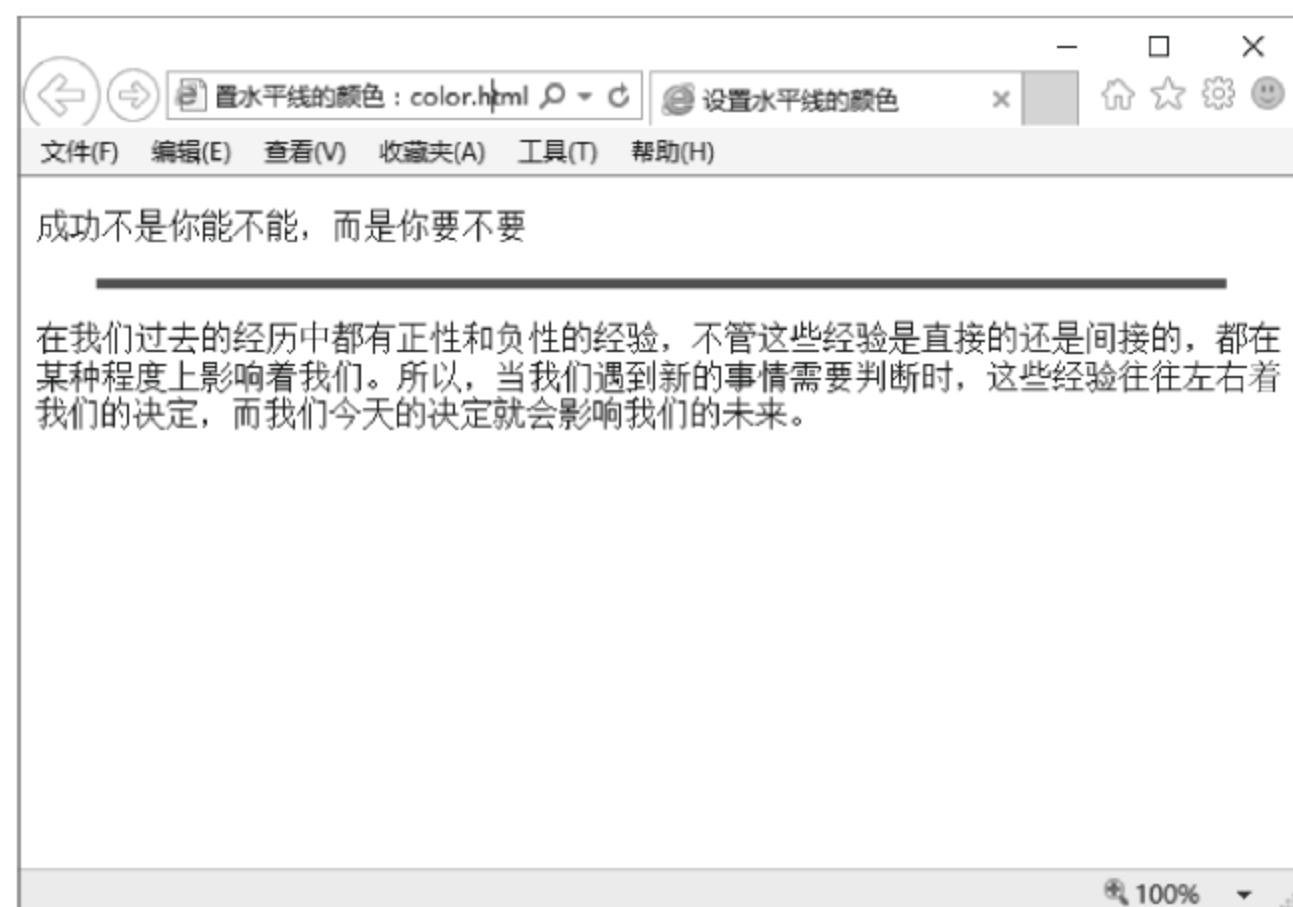 置水平线的颜色：color.html
设置水平线的颜色
文件(F) 编辑(E) 查看(V) 收藏夹(A) 工具(T) 帮助(H)
成功不是你能不能，而是你要不要
在我们过去的经历中都有正性和负性的经验，不管这些经验是直接的还是间接的，都在
某种程度上影响着我们。所以，当我们遇到新的事情需要判断时，这些经验往往左右着
我们的决定，而我们今天的决定就会影响我们的未来。
100%